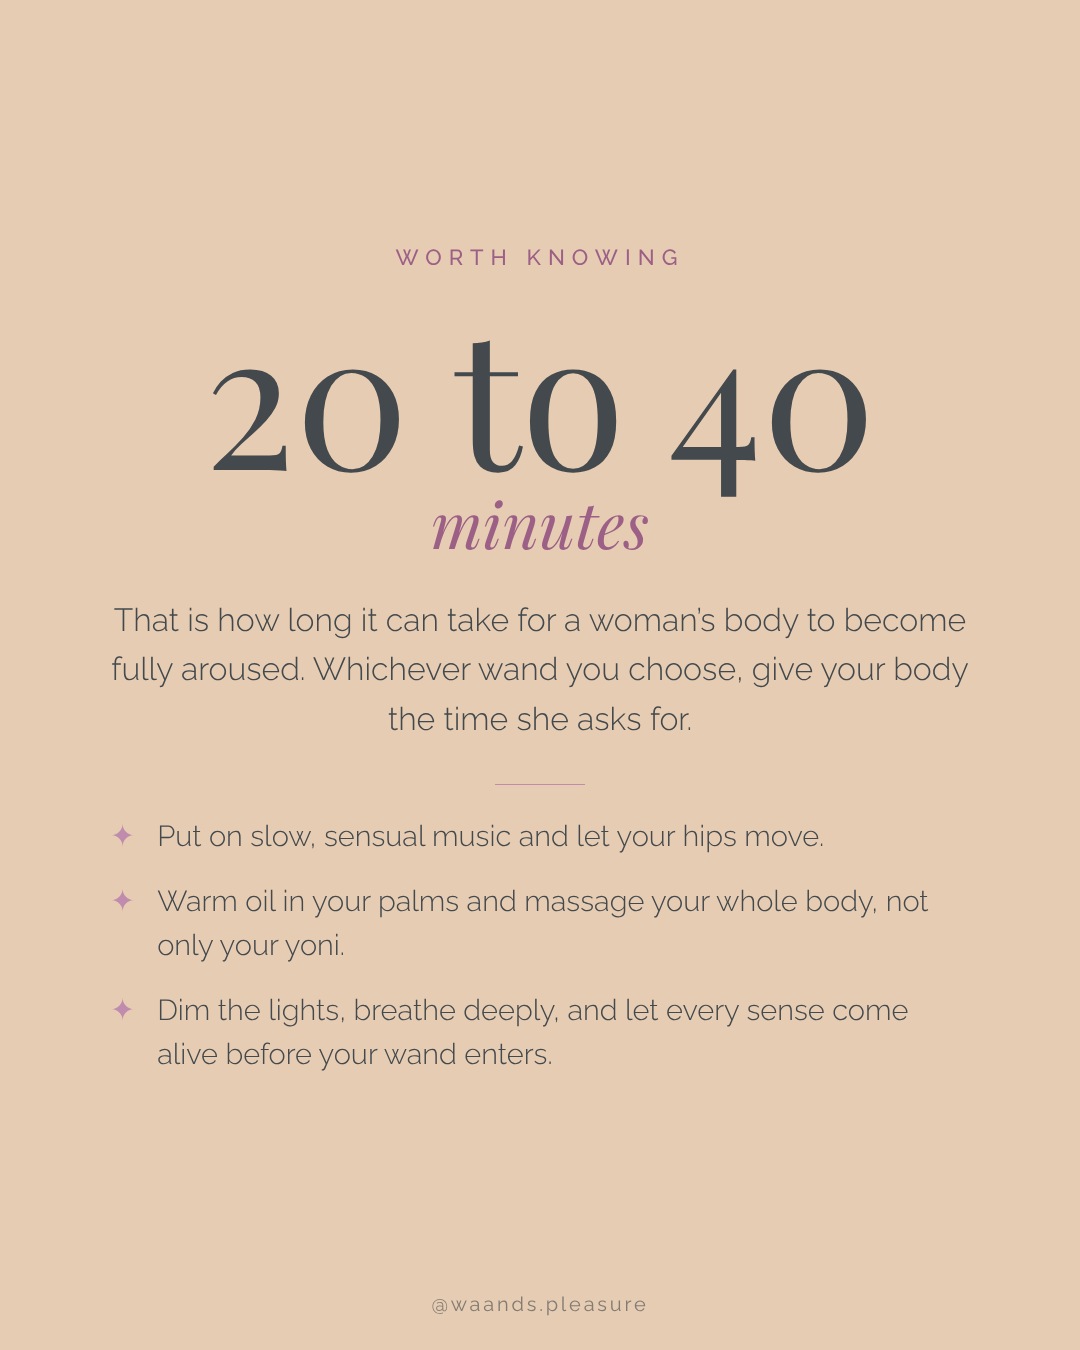 WORTH KNOWING
20 to 40
minutes
That is how long it can take for a woman’s body to become
fully aroused. Whichever wand you choose, give your body
the time she asks for.
✦ Put on slow, sensual music and let your hips move.
✦ Warm oil in your palms and massage your whole body, not
only your yoni.
✦ Dim the lights, breathe deeply, and let every sense come
alive before your wand enters.
@waands.pleasure